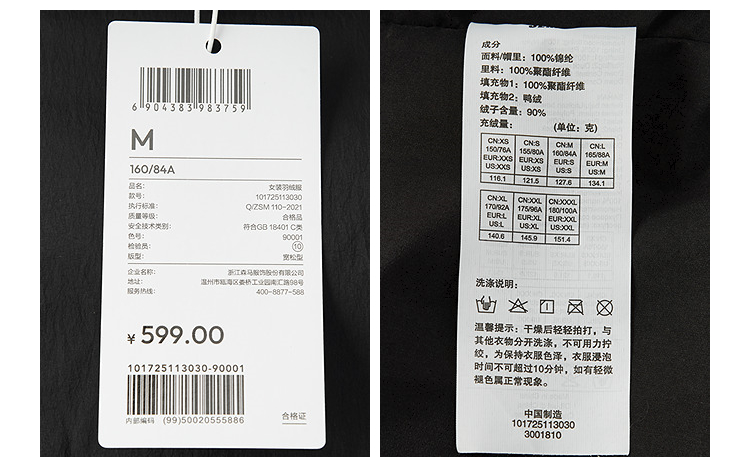 6 904383 983759
M
160/84A
品名: 女装羽绒服
款号: 101725113030
执行标准: Q/ZSM 110-2021
质量等级: 合格品
安全技术类别: 符合GB 18401 C类
色号: 90001
检验员: 10
版型: 宽松型
企业名称: 浙江森马服饰股份有限公司
地址: 温州市瓯海区娄桥工业园南汇路98号
服务热线: 400-8877-588
¥ 599.00
101725113030-90001
内部编码 (99)50020555886
合格证
成分
面料/帽里：100%锦纶
里料：100%聚酯纤维
填充物1：100%聚酯纤维
填充物2：鸭绒
绒子含量：90%
充绒量： (单位：克)
CN:XS CN:S CN:M CN:L
150/76A 155/80A 160/84A 165/88A
EUR:XXS EUR:XS EUR:S EUR:M
US:XXS US:XS US:S US:M
116.1 121.5 127.6 134.1
CN:XL CN:XXL CN:XXXL
170/92A 175/96A 180/100A
EUR:L EUR:XL EUR:XXL
US:L US:XL US:XXL
140.6 145.9 151.4
洗涤说明：
温馨提示：干燥后轻轻拍打，与
其他衣物分开洗涤，不可用力拧
绞，为保持衣服色泽，衣服浸泡
时间不可超过10分钟，如有轻微
褪色属正常现象。
中国制造
101725113030
3001810